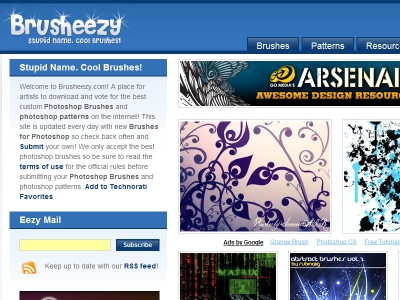 Brusheezy
stupid name. cool brushes!
Brushes
Patterns
Resourc
Stupid Name. Cool Brushes!
Welcome to Brusheezy.com! A place for
artists to download and vote for the best
custom Photoshop Brushes and
photoshop patterns on the internet! This
site is updated every day with new Brushes
for Photoshop so check back often and
Submit your own! We only accept the best
photoshop brushes so be sure to read the
terms of use for the official rules before
submitting your Photoshop Brushes and
photoshop patterns. Add to Technorati
Favorites
GO MEDIA'S
ARSENAL
AWESOME DESIGN RESOUR
Eezy Mail
Subscribe
Keep up to date with our RSS feed!
Ads by Google
Grunge Brush
Photoshop CS
Free Tutorial
MATRIX
ABSTRACT BRUSHES VOL.